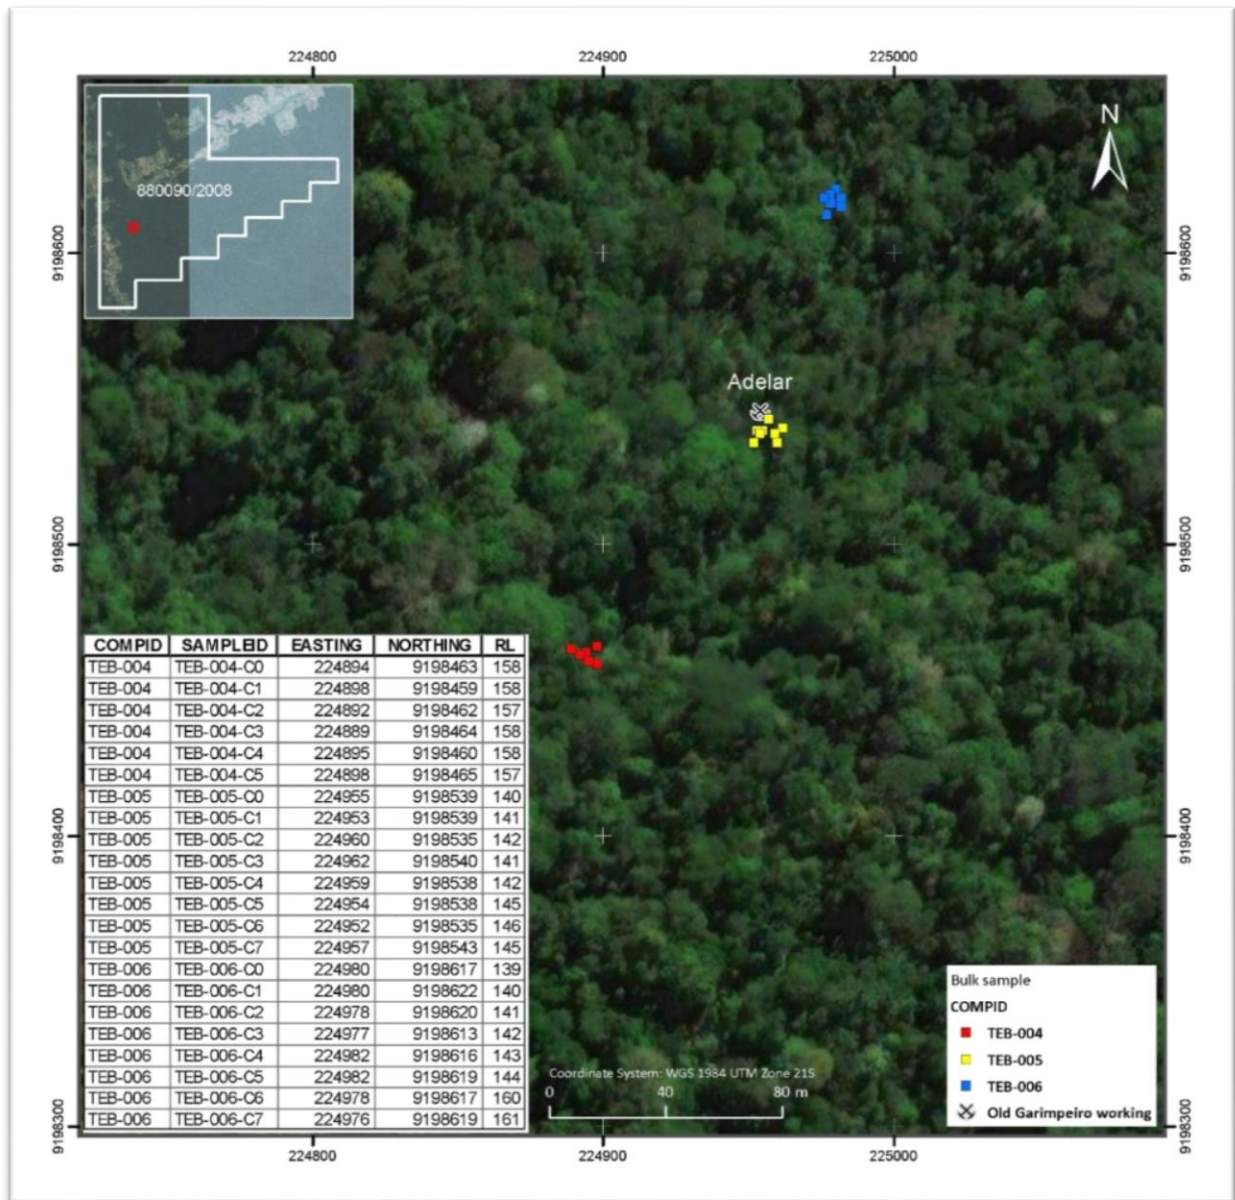 224800 224900 225000
N
880090/2008
9198600 9198600
Adelar
9198500 9198500
COMPID SAMPLEID EASTING NORTHING RL
TEB-004 TEB-004-C0 224894 9198463 158
TEB-004 TEB-004-C1 224898 9198459 158
TEB-004 TEB-004-C2 224892 9198462 157
TEB-004 TEB-004-C3 224889 9198464 158
TEB-004 TEB-004-C4 224895 9198460 158
TEB-004 TEB-004-C5 224898 9198465 157
TEB-005 TEB-005-C0 224955 9198539 140
TEB-005 TEB-005-C1 224953 9198539 141
TEB-005 TEB-005-C2 224960 9198535 142
TEB-005 TEB-005-C3 224962 9198540 141
TEB-005 TEB-005-C4 224959 9198538 142
TEB-005 TEB-005-C5 224954 9198538 145
TEB-005 TEB-005-C6 224952 9198535 146
TEB-005 TEB-005-C7 224957 9198543 145
TEB-006 TEB-006-C0 224980 9198617 139
TEB-006 TEB-006-C1 224980 9198622 140
TEB-006 TEB-006-C2 224978 9198620 141
TEB-006 TEB-006-C3 224977 9198613 142
TEB-006 TEB-006-C4 224982 9198616 143
TEB-006 TEB-006-C5 224982 9198619 144
TEB-006 TEB-006-C6 224978 9198617 160
TEB-006 TEB-006-C7 224976 9198619 161
9198400 9198400
Bulk sample
COMPID
TEB-004
TEB-005
TEB-006
Old Garimpeiro working
Coordinate System: WGS 1984 UTM Zone 21S
0 40 80 m
9198300 9198300
224800 224900 225000